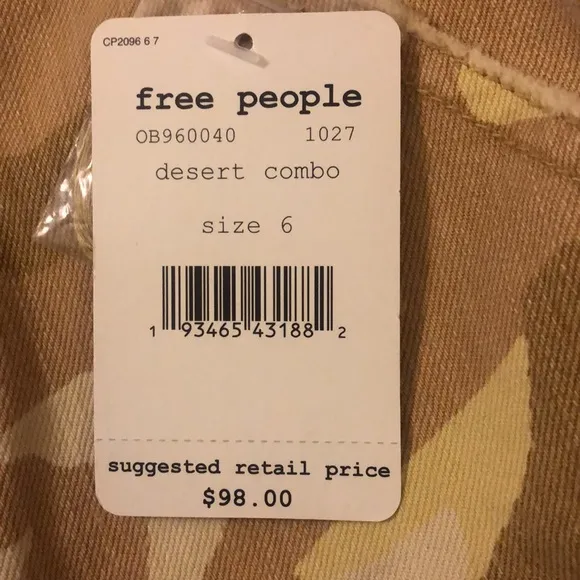 CP2096 6 7
free people
OB960040 1027
desert combo
size 6
1 93465 43188 2
suggested retail price
$98.00